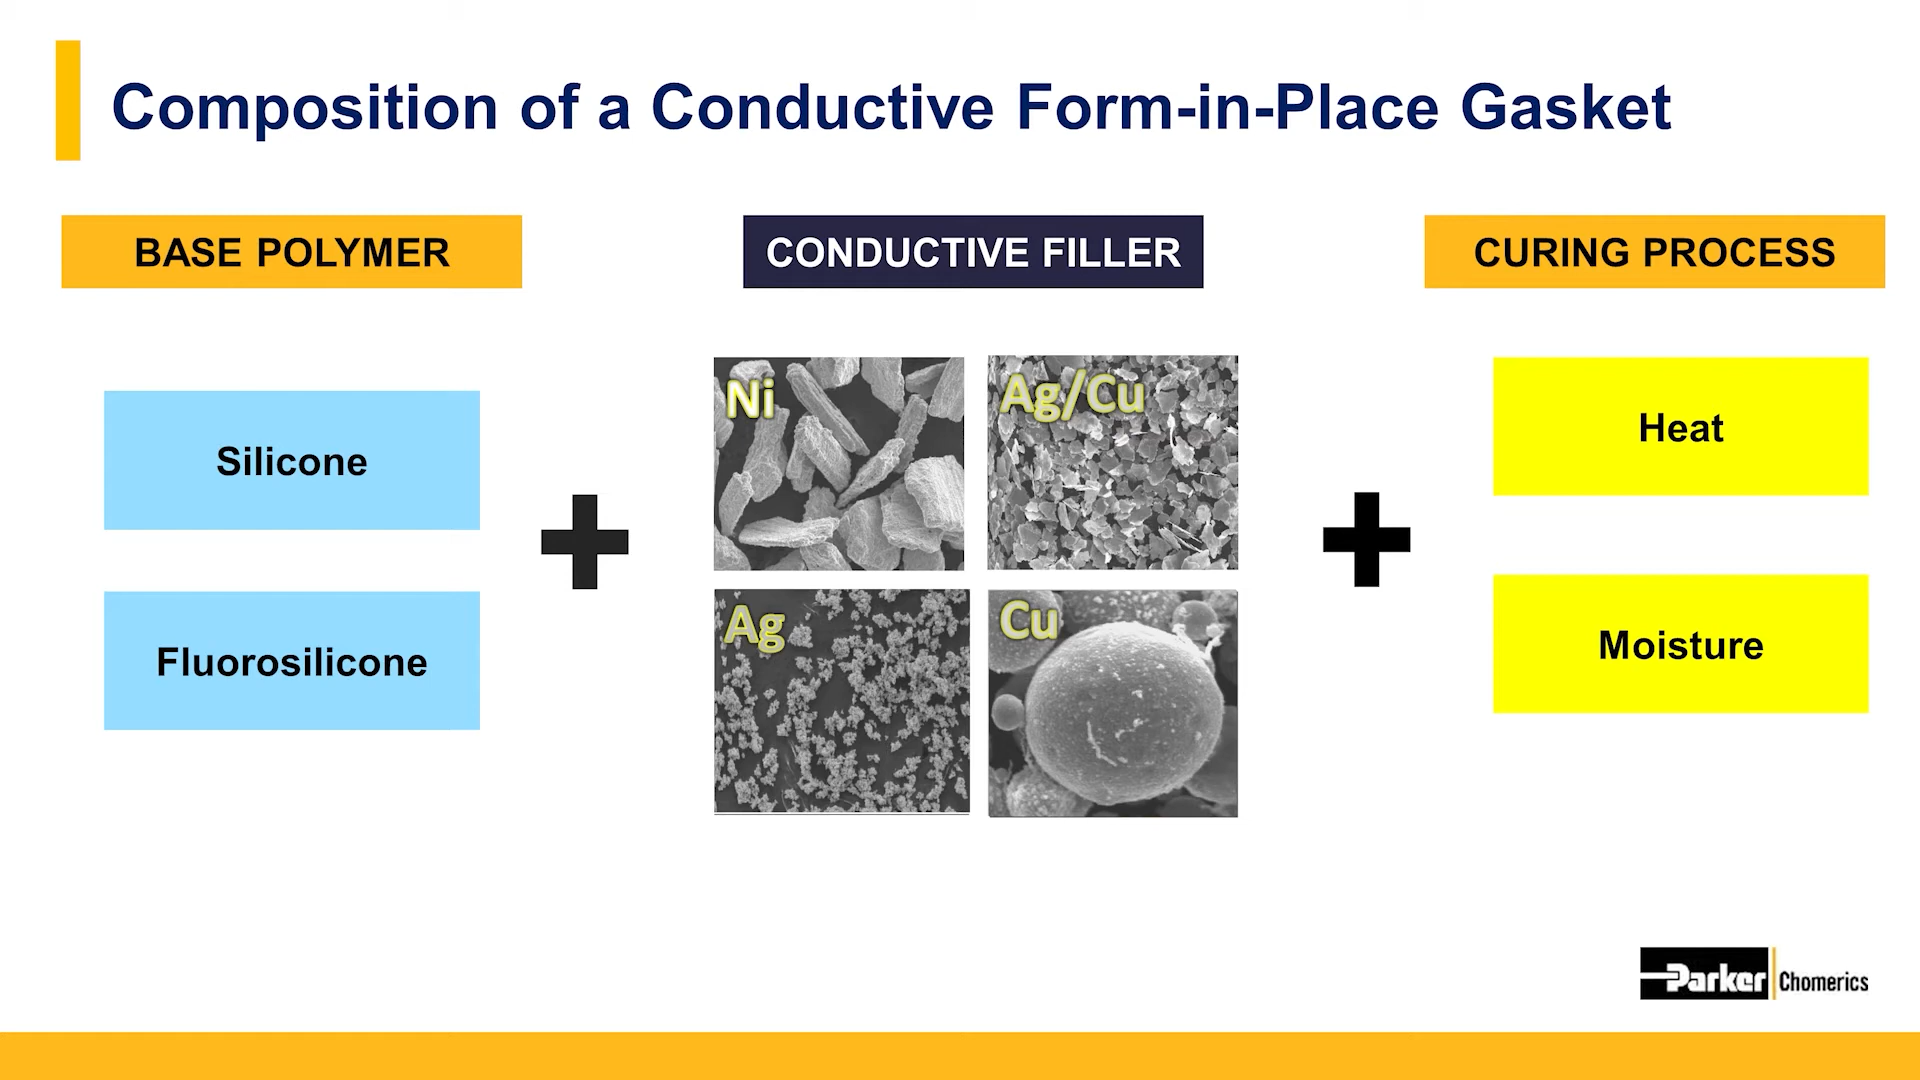 Composition of a Conductive Form-in-Place Gasket
BASE POLYMER
Silicone
Fluorosilicone
CONDUCTIVE FILLER
Ni
Ag/Cu
Ag
Cu
CURING PROCESS
Heat
Moisture
Parker Chomerics